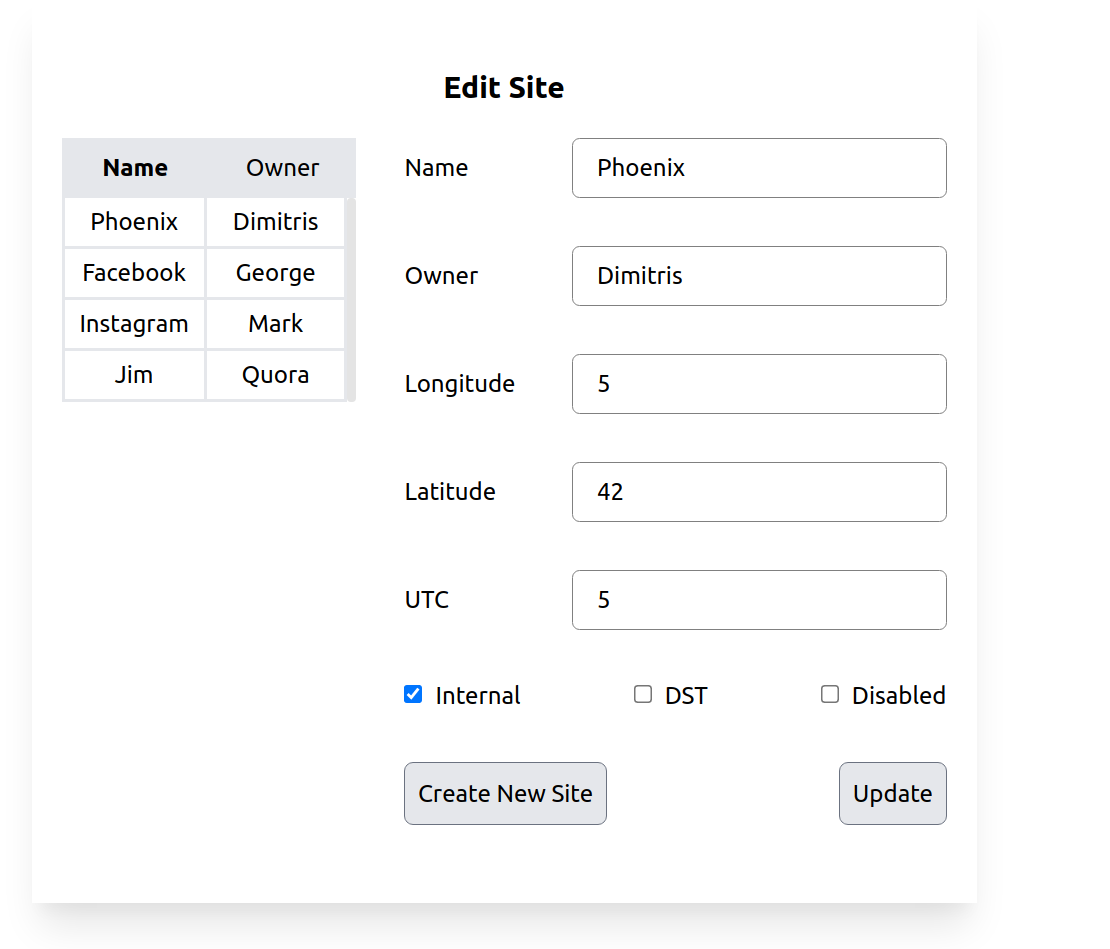 Edit Site
Name Owner
Phoenix Dimitris
Facebook George
Instagram Mark
Jim Quora
Name Phoenix
Owner Dimitris
Longitude 5
Latitude 42
UTC 5
Internal DST Disabled
Create New Site Update